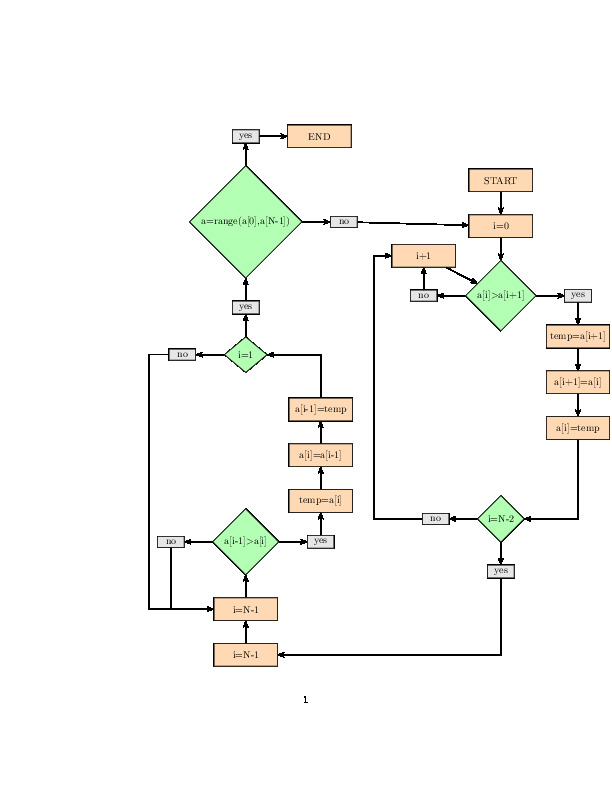 yes
END
START
a=range(a[0],a[N-1])
no
i=0
i+1
no
a[i]>a[i+1]
yes
yes
temp=a[i+1]
no
i=1
a[i+1]=a[i]
a[i-1]=temp
a[i]=temp
a[i]=a[i-1]
temp=a[i]
no
i=N-2
no
a[i-1]>a[i]
yes
yes
i=N-1
i=N-1
1